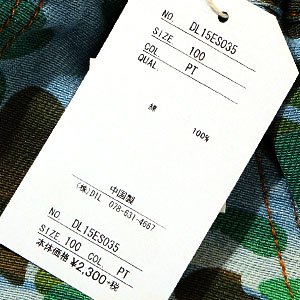 NO. DL15ES035
SIZE 100
COL PT
QUAL.
綿 100%
中国製
(株)DIL 078-631-4667
NO. DL15ES035
SIZE 100 COL PT
本体価格 ¥2,300+税